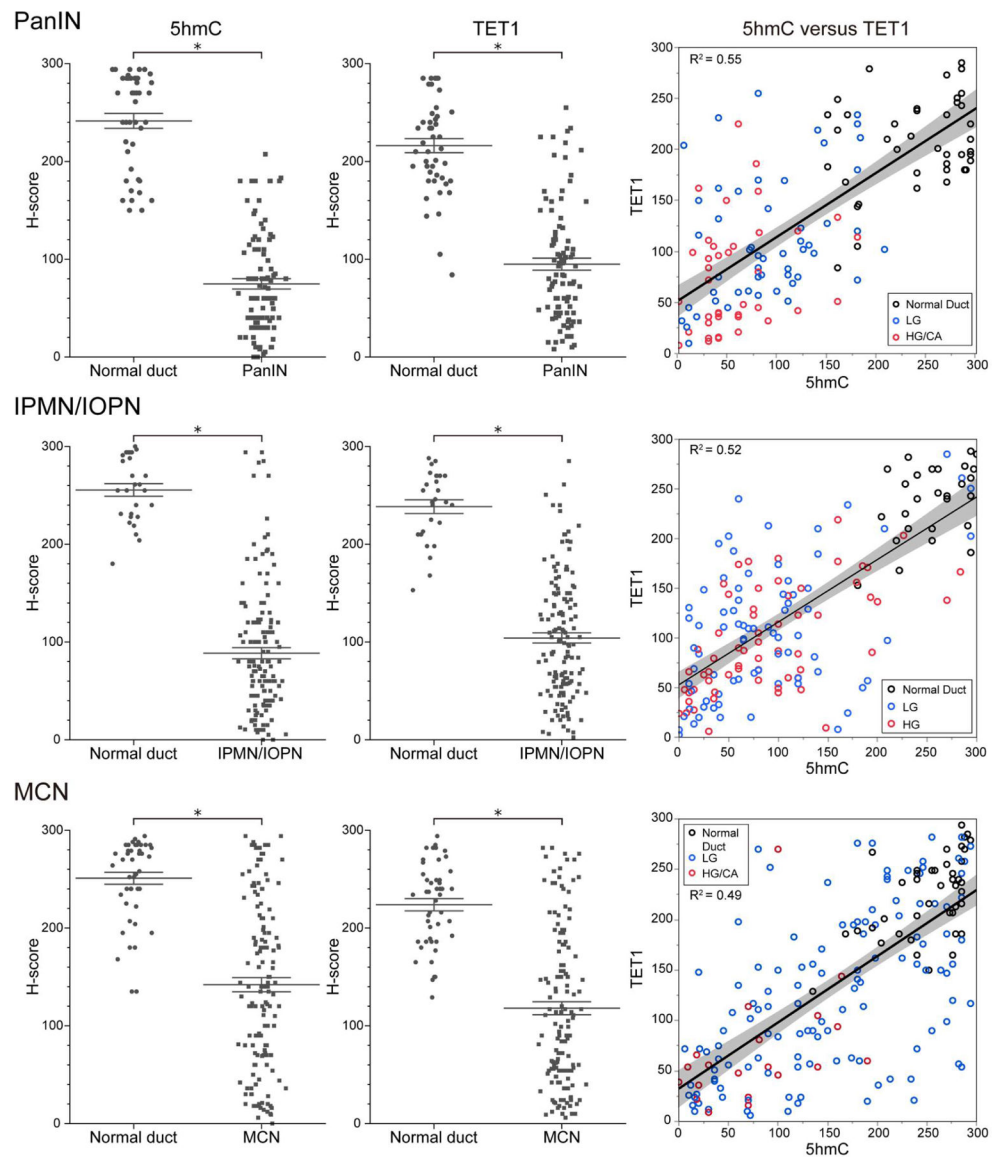 PanIN
5hmC
TET1
5hmC versus TET1
*
*
300
200
100
0
H-score
Normal duct
PanIN
300
200
100
0
H-score
Normal duct
PanIN
300
250
200
150
100
50
0
TET1
R² = 0.55
Normal Duct
LG
HG/CA
0
50
100
150
200
250
300
5hmC
IPMN/IOPN
*
*
300
200
100
0
H-score
Normal duct
IPMN/IOPN
300
200
100
0
H-score
Normal duct
IPMN/IOPN
300
250
200
150
100
50
0
TET1
R² = 0.52
Normal Duct
LG
HG
0
50
100
150
200
250
300
5hmC
MCN
*
*
300
200
100
0
H-score
Normal duct
MCN
300
200
100
0
H-score
Normal duct
MCN
300
250
200
150
100
50
0
TET1
Normal
Duct
LG
HG/CA
R² = 0.49
0
50
100
150
200
250
300
5hmC